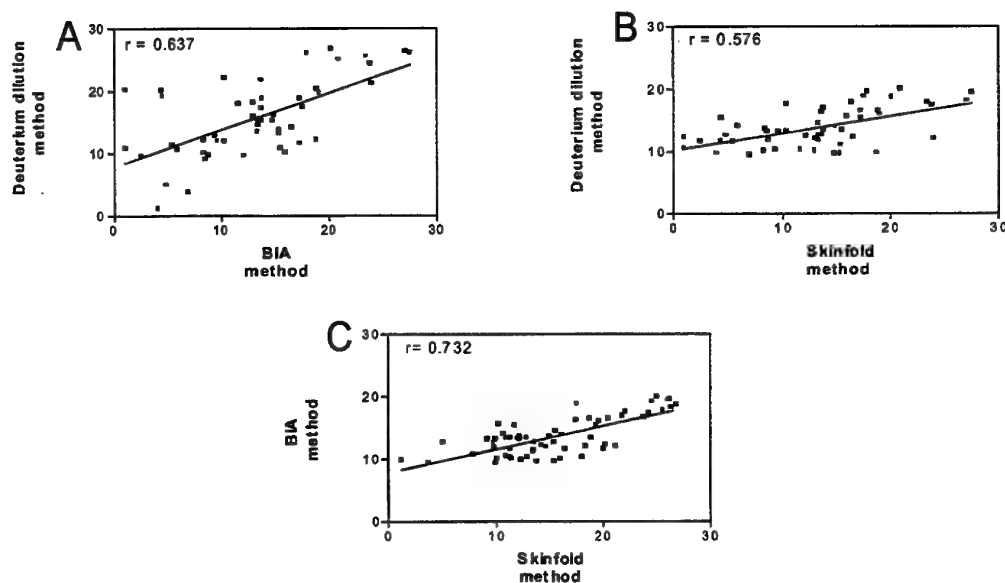 A
r = 0.637
30
20
10
0
Deuterium dilution
method
0
10
20
30
BIA
method
B
r = 0.576
30
20
10
0
Deuterium dilution
method
0
10
20
30
Skinfold
method
C
r= 0.732
30
20
10
0
BIA
method
0
10
20
30
Skinfold
method